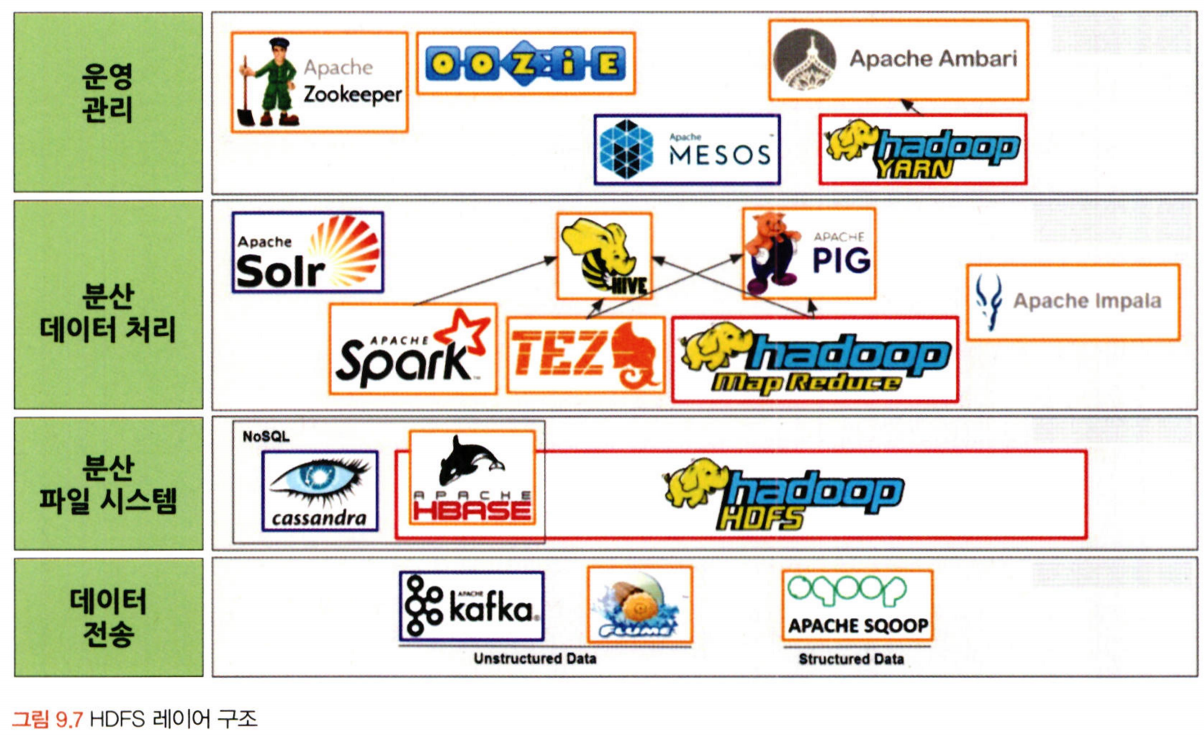 운영
관리
Apache
Zookeeper
OOZiE
Apache Ambari
Apache
MESOS
hadoop
YARN
분산
데이터 처리
Apache
Solr
HIVE
APACHE
PIG
Apache Impala
APACHE
Spark
TEZ
hadoop
Map Reduce
분산
파일 시스템
NoSQL
cassandra
APACHE
HBASE
hadoop
HDFS
데이터
전송
APACHE
kafka
FLUME
sqoop
APACHE SQOOP
Unstructured Data
Structured Data
그림 9.7 HDFS 레이어 구조